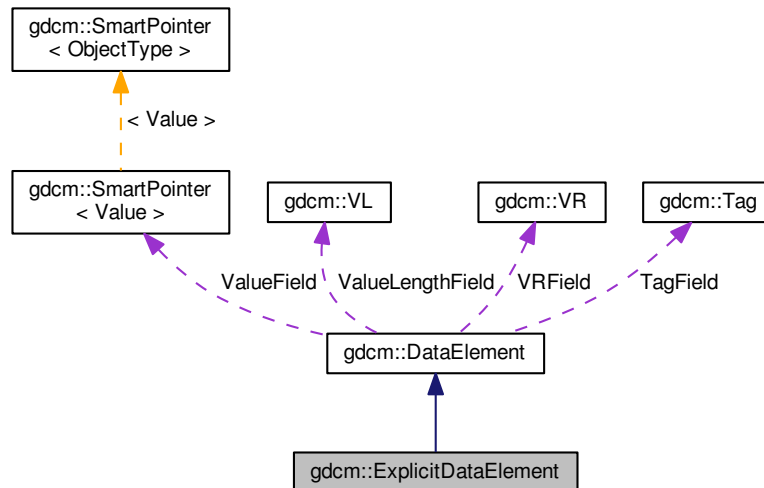 gdcm::SmartPointer
< ObjectType >
< Value >
gdcm::SmartPointer
< Value >
gdcm::VL
gdcm::VR
gdcm::Tag
ValueField
ValueLengthField
VRField
TagField
gdcm::DataElement
gdcm::ExplicitDataElement